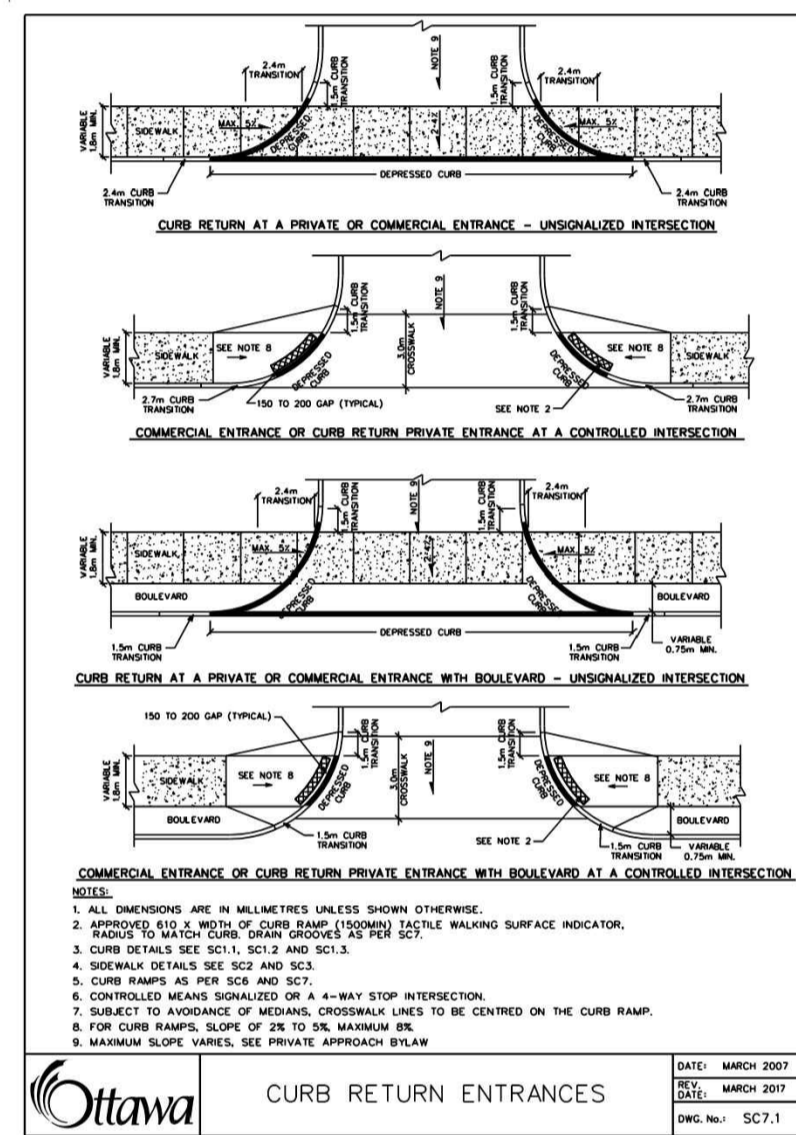 2.4m
TRANSITION
1.5m CURB
TRANSITION
NOTE 9
1.5m CURB
TRANSITION
2.4m
TRANSITION
VARIABLE
1.8m MIN.
SIDEWALK
MAX. 5%
DEPRESSED
CURB
2-4%
DEPRESSED
CURB
MAX. 5%
2.4m CURB
TRANSITION
DEPRESSED CURB
2.4m CURB
TRANSITION
CURB RETURN AT A PRIVATE OR COMMERCIAL ENTRANCE - UNSIGNALIZED INTERSECTION
1.5m CURB
TRANSITION
NOTE 9
1.5m CURB
TRANSITION
VARIABLE
1.8m MIN.
SIDEWALK
SEE NOTE 8
DEPRESSED
CURB
3.0m
CROSSWALK
DEPRESSED
CURB
SEE NOTE 8
SIDEWALK
2.7m CURB
TRANSITION
150 TO 200 GAP (TYPICAL)
SEE NOTE 2
2.7m CURB
TRANSITION
COMMERCIAL ENTRANCE OR CURB RETURN PRIVATE ENTRANCE AT A CONTROLLED INTERSECTION
2.4m
TRANSITION
1.5m CURB
TRANSITION
NOTE 9
1.5m CURB
TRANSITION
2.4m
TRANSITION
VARIABLE
1.8m MIN.
SIDEWALK
MAX. 5%
2-4%
MAX. 5%
BOULEVARD
DEPRESSED
CURB
DEPRESSED
CURB
BOULEVARD
1.5m CURB
TRANSITION
DEPRESSED CURB
1.5m CURB
TRANSITION
VARIABLE
0.75m MIN.
CURB RETURN AT A PRIVATE OR COMMERCIAL ENTRANCE WITH BOULEVARD - UNSIGNALIZED INTERSECTION
150 TO 200 GAP (TYPICAL)
1.5m CURB
TRANSITION
NOTE 9
1.5m CURB
TRANSITION
VARIABLE
1.8m MIN.
SIDEWALK
SEE NOTE 8
DEPRESSED
CURB
3.0m
CROSSWALK
DEPRESSED
CURB
SEE NOTE 8
BOULEVARD
BOULEVARD
1.5m CURB
TRANSITION
SEE NOTE 2
1.5m CURB
TRANSITION
VARIABLE
0.75m MIN.
COMMERCIAL ENTRANCE OR CURB RETURN PRIVATE ENTRANCE WITH BOULEVARD AT A CONTROLLED INTERSECTION
NOTES:
1. ALL DIMENSIONS ARE IN MILLIMETRES UNLESS SHOWN OTHERWISE.
2. APPROVED 610 X WIDTH OF CURB RAMP (1500MIN) TACTILE WALKING SURFACE INDICATOR,
RADIUS TO MATCH CURB. DRAIN GROOVES AS PER SC7.
3. CURB DETAILS SEE SC1.1, SC1.2 AND SC1.3.
4. SIDEWALK DETAILS SEE SC2 AND SC3.
5. CURB RAMPS AS PER SC6 AND SC7.
6. CONTROLLED MEANS SIGNALIZED OR A 4-WAY STOP INTERSECTION.
7. SUBJECT TO AVOIDANCE OF MEDIANS, CROSSWALK LINES TO BE CENTRED ON THE CURB RAMP.
8. FOR CURB RAMPS, SLOPE OF 2% TO 5%, MAXIMUM 8%.
9. MAXIMUM SLOPE VARIES, SEE PRIVATE APPROACH BYLAW
Ottawa
CURB RETURN ENTRANCES
DATE: MARCH 2007
REV. DATE: MARCH 2017
DWG. No.: SC7.1